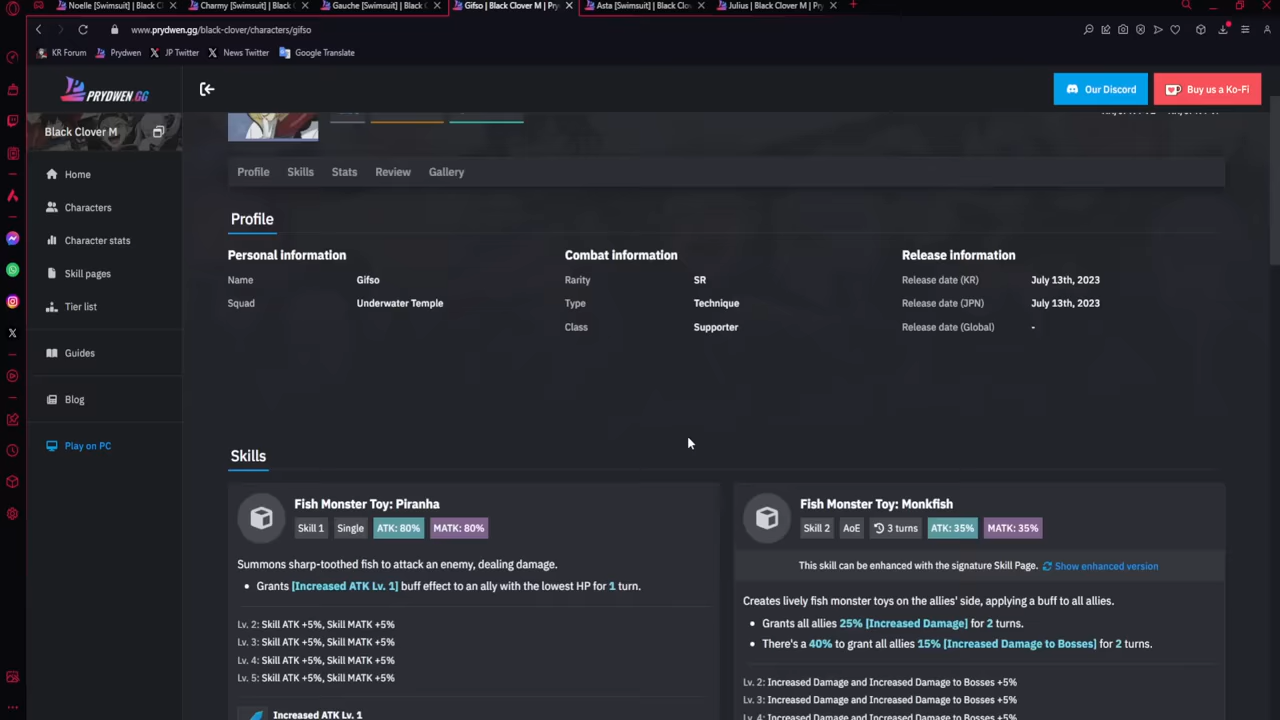 Noelle [Swimsuit] | Black C
Charmy [Swimsuit] | Black
Gauche [Swimsuit] | Black C
Gifso | Black Clover M | Pry
Asta [Swimsuit] | Black Clov
Julius | Black Clover M | Pry
www.prydwen.gg/black-clover/characters/gifso
KR Forum
Prydwen
JP Twitter
News Twitter
Google Translate
PRYDWEN.GG
Our Discord
Buy us a Ko-Fi
Black Clover M
Home
Characters
Character stats
Skill pages
Tier list
Guides
Blog
Play on PC
Profile Skills Stats Review Gallery
Profile
Personal information
Name Gifso
Squad Underwater Temple
Combat information
Rarity SR
Type Technique
Class Supporter
Release information
Release date (KR) July 13th, 2023
Release date (JPN) July 13th, 2023
Release date (Global) -
Skills
Fish Monster Toy: Piranha
Skill 1 Single ATK: 80% MATK: 80%
Summons sharp-toothed fish to attack an enemy, dealing damage.
• Grants [Increased ATK Lv. 1] buff effect to an ally with the lowest HP for 1 turn.
Lv. 2: Skill ATK +5%, Skill MATK +5%
Lv. 3: Skill ATK +5%, Skill MATK +5%
Lv. 4: Skill ATK +5%, Skill MATK +5%
Lv. 5: Skill ATK +5%, Skill MATK +5%
Increased ATK Lv. 1
Fish Monster Toy: Monkfish
Skill 2 AoE 3 turns ATK: 35% MATK: 35%
This skill can be enhanced with the signature Skill Page. Show enhanced version
Creates lively fish monster toys on the allies' side, applying a buff to all allies.
• Grants all allies 25% [Increased Damage] for 2 turns.
• There's a 40% to grant all allies 15% [Increased Damage to Bosses] for 2 turns.
Lv. 2: Increased Damage and Increased Damage to Bosses +5%
Lv. 3: Increased Damage and Increased Damage to Bosses +5%
Lv. 4: Increased Damage and Increased Damage to Bosses +5%